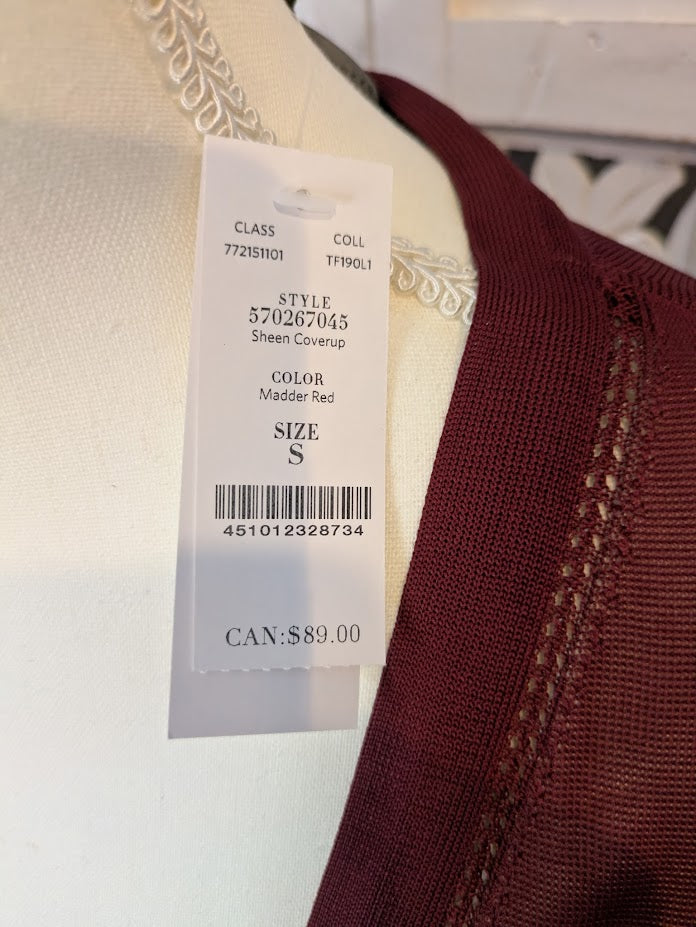 CLASS
772151101
COLL
TF190L1
STYLE
570267045
Sheen Coverup
COLOR
Madder Red
SIZE
S
451012328734
CAN:$89.00